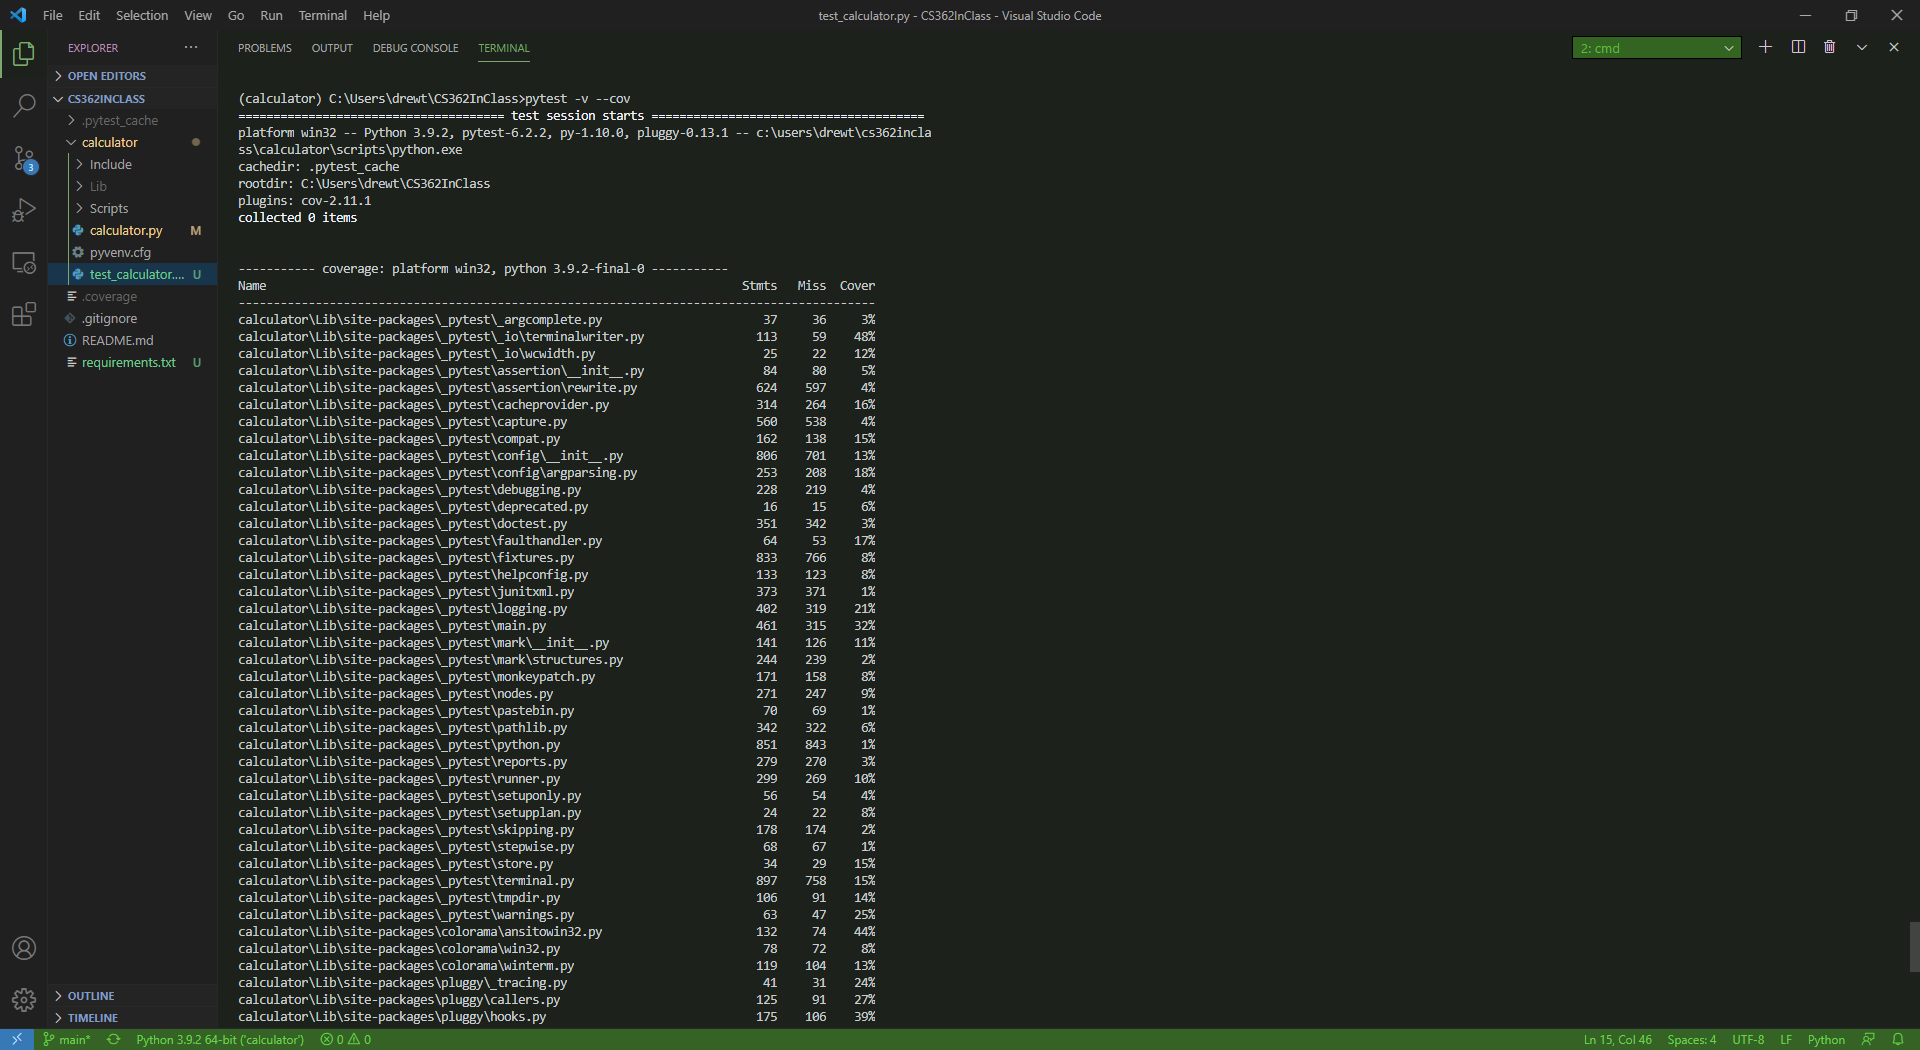 File Edit Selection View Go Run Terminal Help
test_calculator.py - CS362InClass - Visual Studio Code
EXPLORER
OPEN EDITORS
CS362INCLASS
.pytest_cache
calculator
Include
Lib
Scripts
calculator.py M
pyvenv.cfg
test_calculator.... U
.coverage
.gitignore
README.md
requirements.txt U
3
OUTLINE
TIMELINE
PROBLEMS OUTPUT DEBUG CONSOLE TERMINAL
2: cmd
(calculator) C:\Users\drewt\CS362InClass>pytest -v --cov
====================================== test session starts =======================================
platform win32 -- Python 3.9.2, pytest-6.2.2, py-1.10.0, pluggy-0.13.1 -- c:\users\drewt\cs362incla
ss\calculator\scripts\python.exe
cachedir: .pytest_cache
rootdir: C:\Users\drewt\CS362InClass
plugins: cov-2.11.1
collected 0 items
----------- coverage: platform win32, python 3.9.2-final-0 -----------
Name Stmts Miss Cover
-------------------------------------------------------------------------------------------
calculator\Lib\site-packages\_pytest\_argcomplete.py 37 36 3%
calculator\Lib\site-packages\_pytest\_io\terminalwriter.py 113 59 48%
calculator\Lib\site-packages\_pytest\_io\wcwidth.py 25 22 12%
calculator\Lib\site-packages\_pytest\assertion\__init__.py 84 80 5%
calculator\Lib\site-packages\_pytest\assertion\rewrite.py 624 597 4%
calculator\Lib\site-packages\_pytest\cacheprovider.py 314 264 16%
calculator\Lib\site-packages\_pytest\capture.py 560 538 4%
calculator\Lib\site-packages\_pytest\compat.py 162 138 15%
calculator\Lib\site-packages\_pytest\config\__init__.py 806 701 13%
calculator\Lib\site-packages\_pytest\config\argparsing.py 253 208 18%
calculator\Lib\site-packages\_pytest\debugging.py 228 219 4%
calculator\Lib\site-packages\_pytest\deprecated.py 16 15 6%
calculator\Lib\site-packages\_pytest\doctest.py 351 342 3%
calculator\Lib\site-packages\_pytest\faulthandler.py 64 53 17%
calculator\Lib\site-packages\_pytest\fixtures.py 833 766 8%
calculator\Lib\site-packages\_pytest\helpconfig.py 133 123 8%
calculator\Lib\site-packages\_pytest\junitxml.py 373 371 1%
calculator\Lib\site-packages\_pytest\logging.py 402 319 21%
calculator\Lib\site-packages\_pytest\main.py 461 315 32%
calculator\Lib\site-packages\_pytest\mark\__init__.py 141 126 11%
calculator\Lib\site-packages\_pytest\mark\structures.py 244 239 2%
calculator\Lib\site-packages\_pytest\monkeypatch.py 171 158 8%
calculator\Lib\site-packages\_pytest\nodes.py 271 247 9%
calculator\Lib\site-packages\_pytest\pastebin.py 70 69 1%
calculator\Lib\site-packages\_pytest\pathlib.py 342 322 6%
calculator\Lib\site-packages\_pytest\python.py 851 843 1%
calculator\Lib\site-packages\_pytest\reports.py 279 270 3%
calculator\Lib\site-packages\_pytest\runner.py 299 269 10%
calculator\Lib\site-packages\_pytest\setuponly.py 56 54 4%
calculator\Lib\site-packages\_pytest\setupplan.py 24 22 8%
calculator\Lib\site-packages\_pytest\skipping.py 178 174 2%
calculator\Lib\site-packages\_pytest\stepwise.py 68 67 1%
calculator\Lib\site-packages\_pytest\store.py 34 29 15%
calculator\Lib\site-packages\_pytest\terminal.py 897 758 15%
calculator\Lib\site-packages\_pytest\tmpdir.py 106 91 14%
calculator\Lib\site-packages\_pytest\warnings.py 63 47 25%
calculator\Lib\site-packages\colorama\ansitowin32.py 132 74 44%
calculator\Lib\site-packages\colorama\win32.py 78 72 8%
calculator\Lib\site-packages\colorama\winterm.py 119 104 13%
calculator\Lib\site-packages\pluggy\_tracing.py 41 31 24%
calculator\Lib\site-packages\pluggy\callers.py 125 91 27%
calculator\Lib\site-packages\pluggy\hooks.py 175 106 39%
main* Python 3.9.2 64-bit ('calculator') 0 0 Ln 15, Col 46 Spaces: 4 UTF-8 LF Python